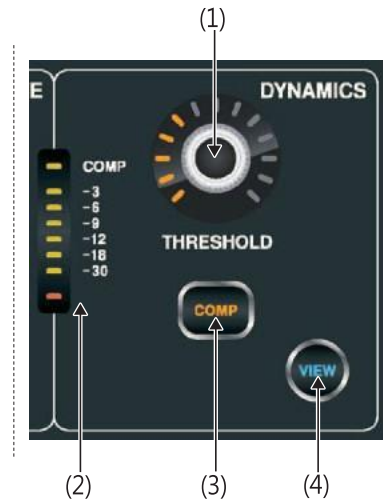 (1)
E
DYNAMICS
COMP
-3
-6
-9
-12
-18
-30
THRESHOLD
COMP
VIEW
(2)
(3)
(4)